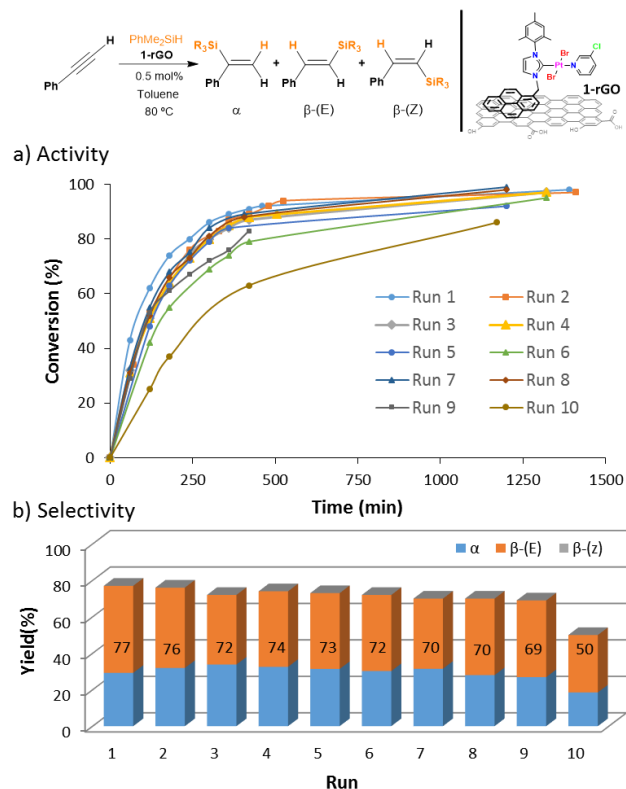 H
Ph
PhMe2SiH
1-rGO
0.5 mol%
Toluene
80 ºC
R3Si H
Ph H
α
+
H SiR3
Ph H
β-(E)
+
H H
Ph SiR3
β-(Z)
N
N
Pt
Br
Br
N
Cl
1-rGO
OH
CO2H
HO
CO2H
a) Activity
Conversion (%)
100
80
60
40
20
0
0 250 500 750 1000 1250 1500
Time (min)
Run 1 Run 2
Run 3 Run 4
Run 5 Run 6
Run 7 Run 8
Run 9 Run 10
b) Selectivity
α β-(E) β-(z)
Yield(%)
100
80
60
40
20
0
77 76 72 74 73 72 70 70 69 50
1 2 3 4 5 6 7 8 9 10
Run